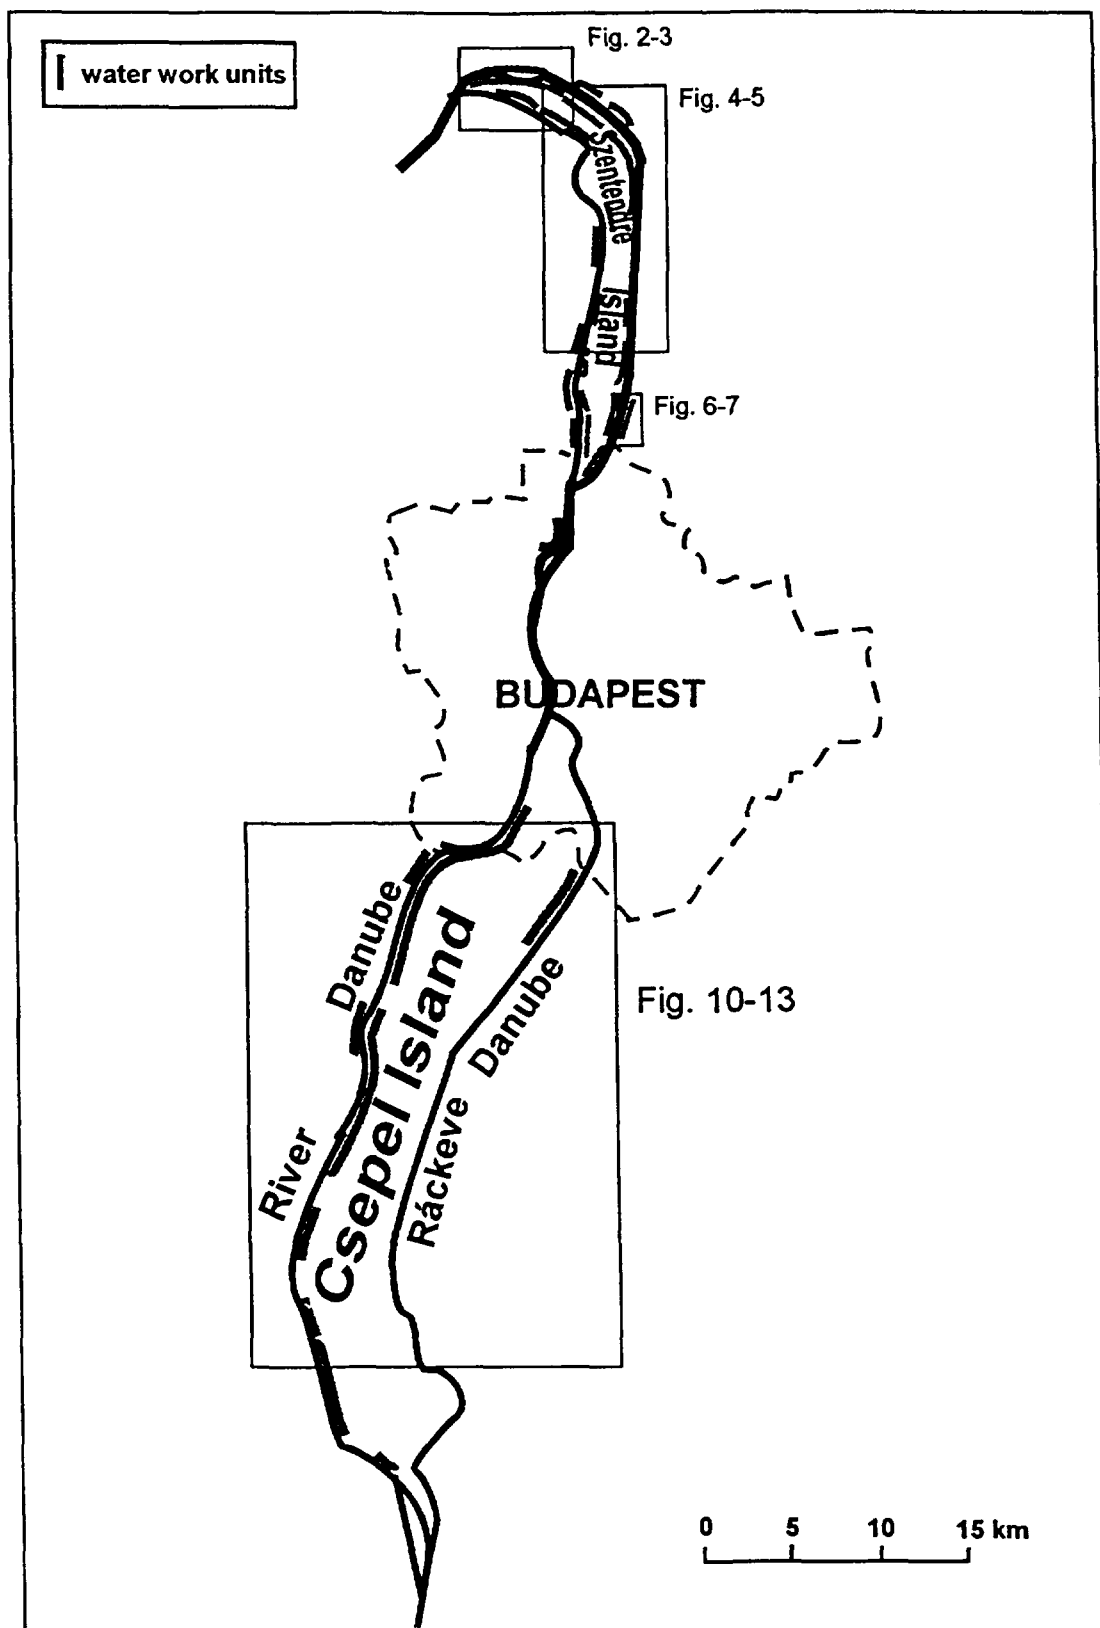 water work units
Fig. 2-3
Fig. 4-5
Szentendre
Island
Fig. 6-7
BUDAPEST
Danube
Csepel Island
Fig. 10-13
Danube
Ráckeve
River
0 5 10 15 km